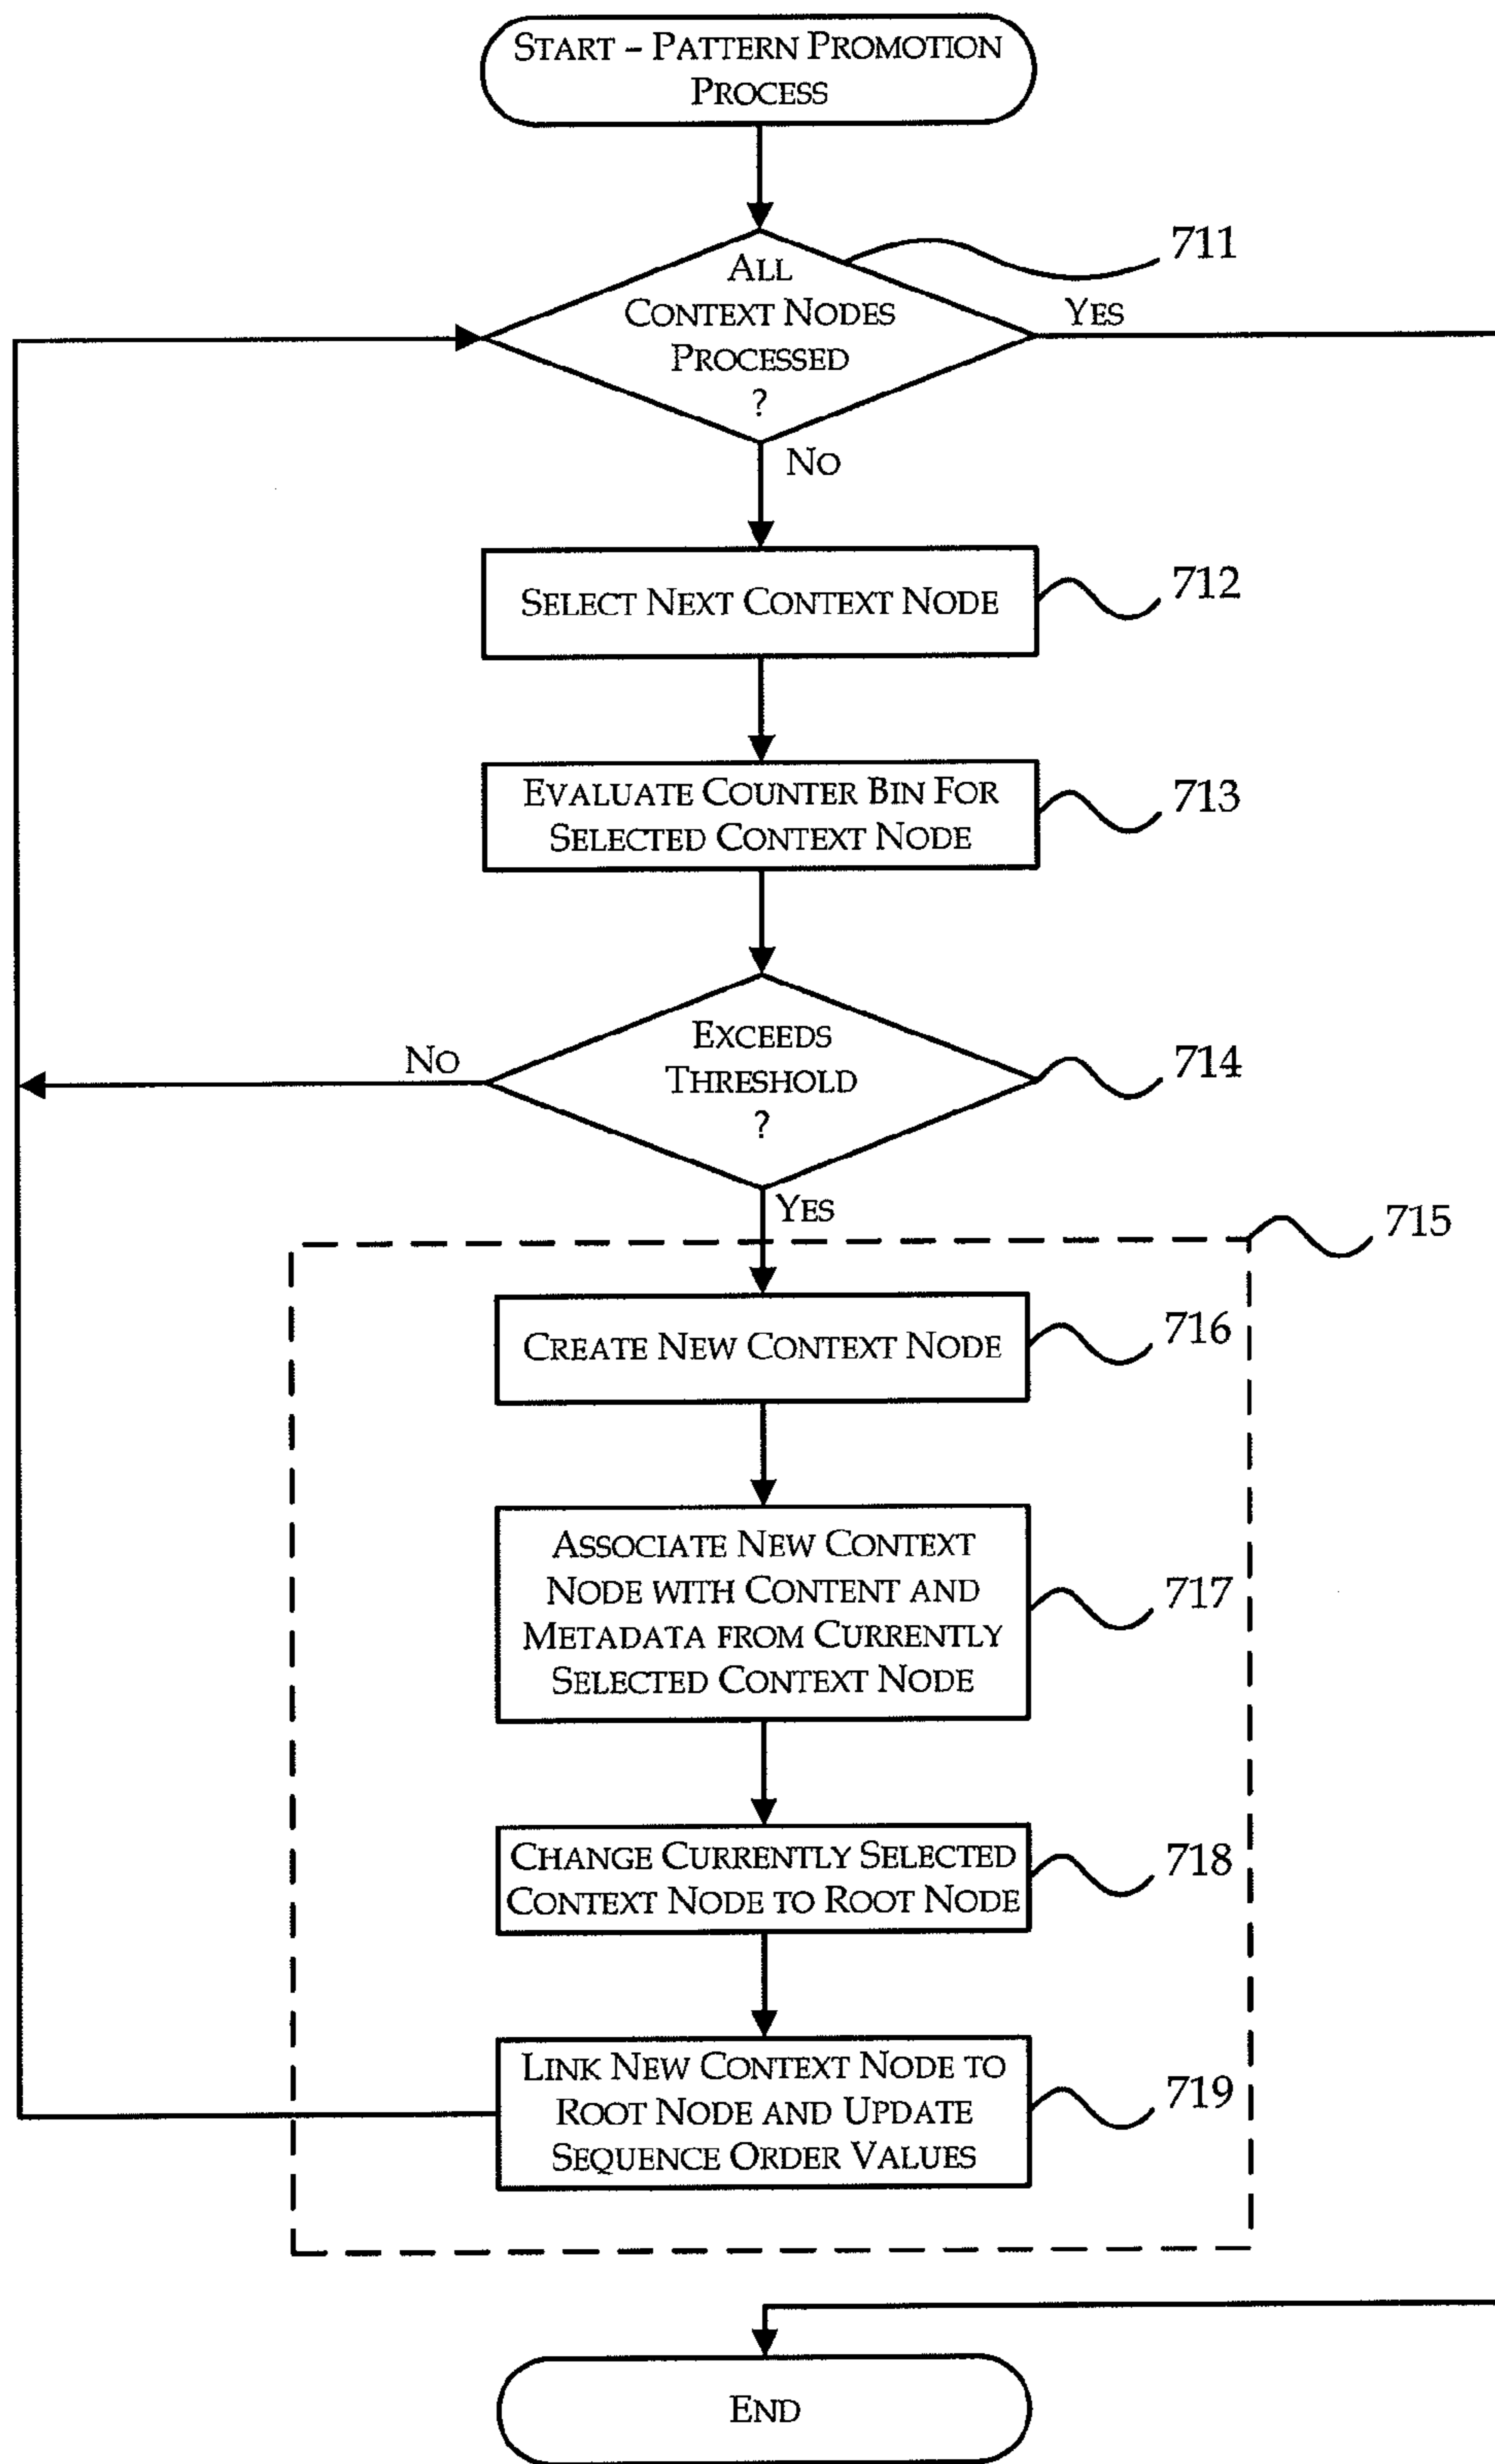 START – PATTERN PROMOTION
PROCESS
711
ALL
CONTEXT NODES
PROCESSED
?
YES
NO
SELECT NEXT CONTEXT NODE
712
EVALUATE COUNTER BIN FOR
SELECTED CONTEXT NODE
713
EXCEEDS
THRESHOLD
?
NO
714
YES
715
CREATE NEW CONTEXT NODE
716
ASSOCIATE NEW CONTEXT
NODE WITH CONTENT AND
METADATA FROM CURRENTLY
SELECTED CONTEXT NODE
717
CHANGE CURRENTLY SELECTED
CONTEXT NODE TO ROOT NODE
718
LINK NEW CONTEXT NODE TO
ROOT NODE AND UPDATE
SEQUENCE ORDER VALUES
719
END